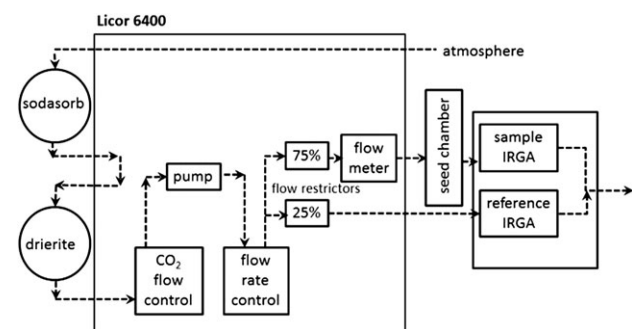 Licor 6400
atmosphere
sodasorb
75%
flow
meter
seed chamber
sample
IRGA
pump
flow restrictors
25%
reference
IRGA
drierite
CO₂
flow
control
flow
rate
control